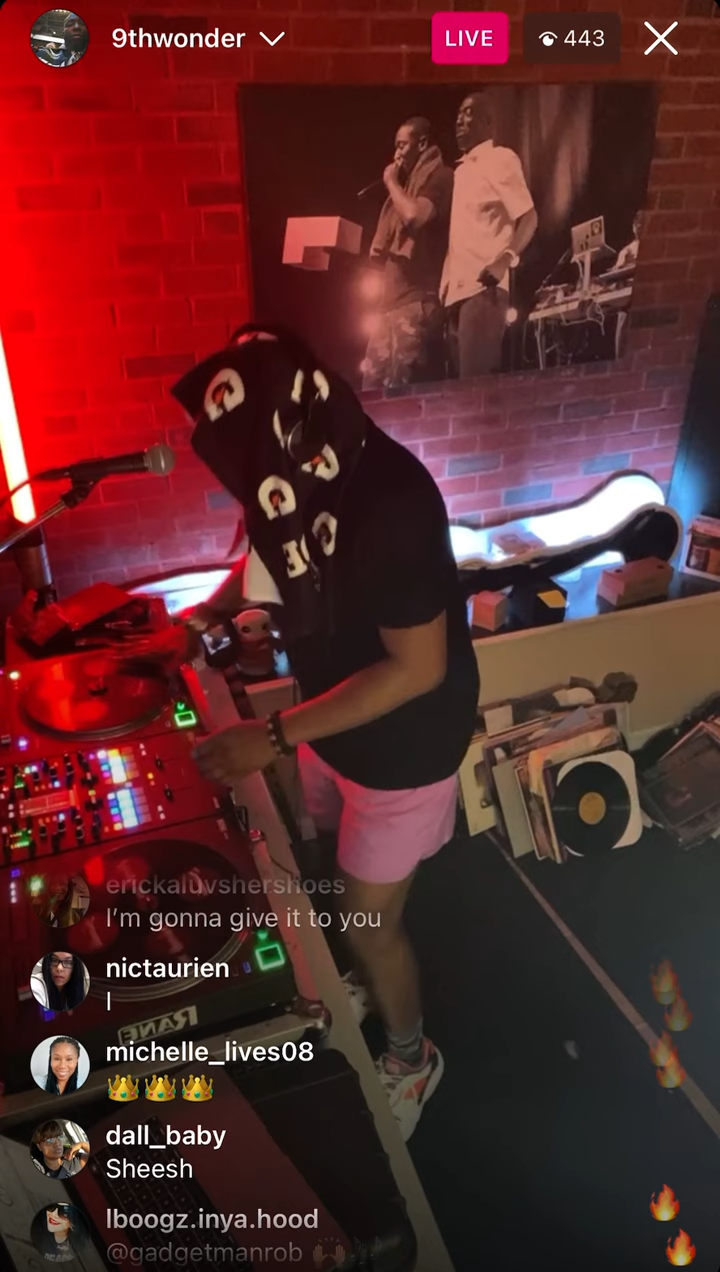 9thwonder
LIVE
443
G
G
G
G
RANE
erickaluvshershoes
I’m gonna give it to you
nictaurien
I
michelle_lives08
👑👑👑
dall_baby
Sheesh
lboogz.inya.hood
@gadgetmanrob